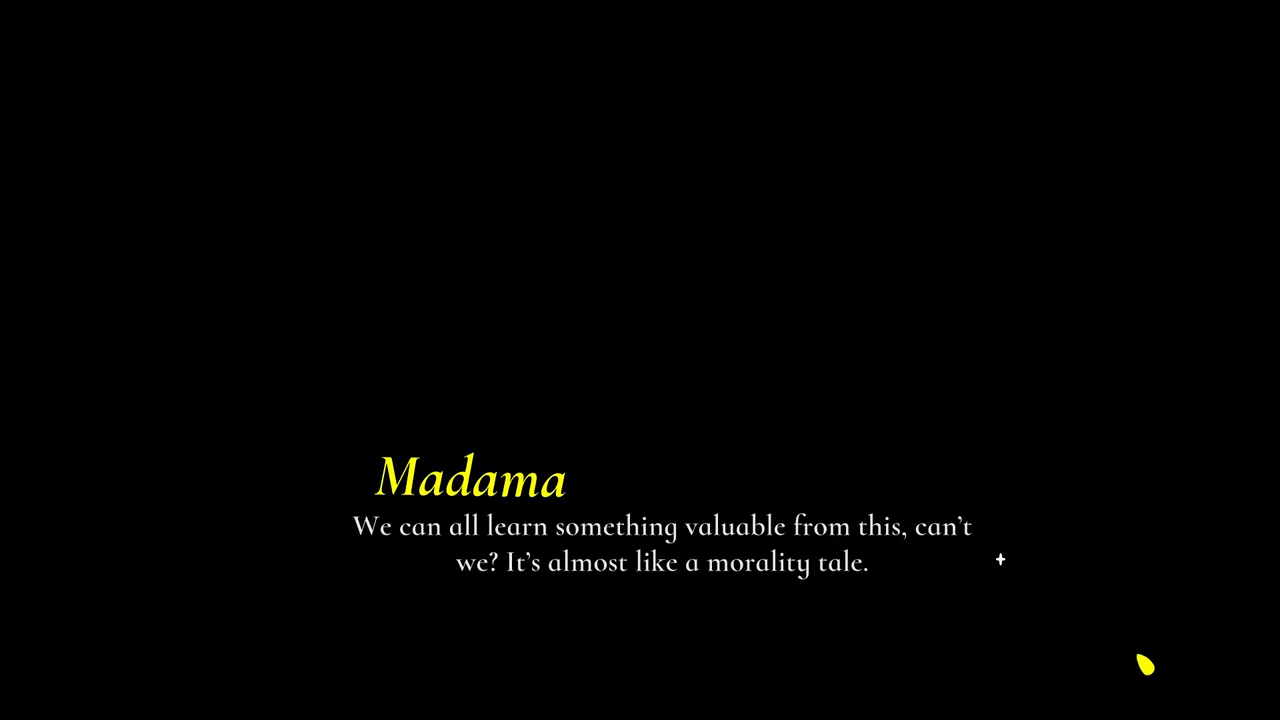 Madama
We can all learn something valuable from this, can’t
we? It’s almost like a morality tale.